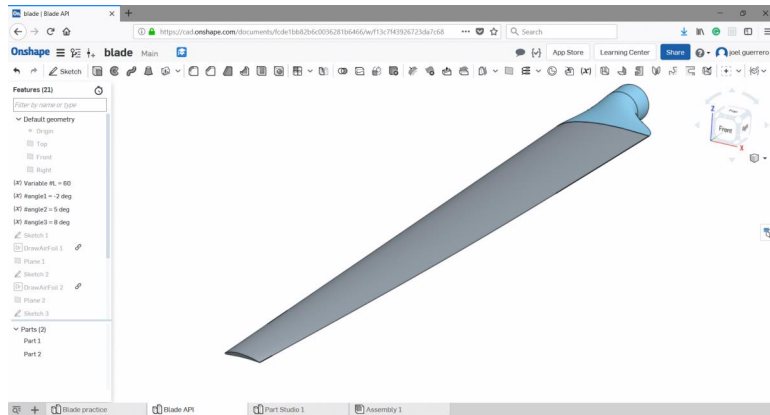 blade | Blade API
https://cad.onshape.com/documents/fcde1bb82b6c0036281b6466/w/f13c7f43926723da7c68
Search
Onshape
blade Main
App Store
Learning Center
Share
joel guerrero
Sketch
Features (21)
Filter by name or type
Default geometry
Origin
Top
Front
Right
(x) Variable #L = 60
(x) #angle1 = -2 deg
(x) #angle2 = 5 deg
(x) #angle3 = 8 deg
Sketch 1
DrawAirFoil 1
Plane 1
Sketch 2
DrawAirFoil 2
Plane 2
Sketch 3
Parts (2)
Part 1
Part 2
Z
Front
X
Blade practice
Blade API
Part Studio 1
Assembly 1